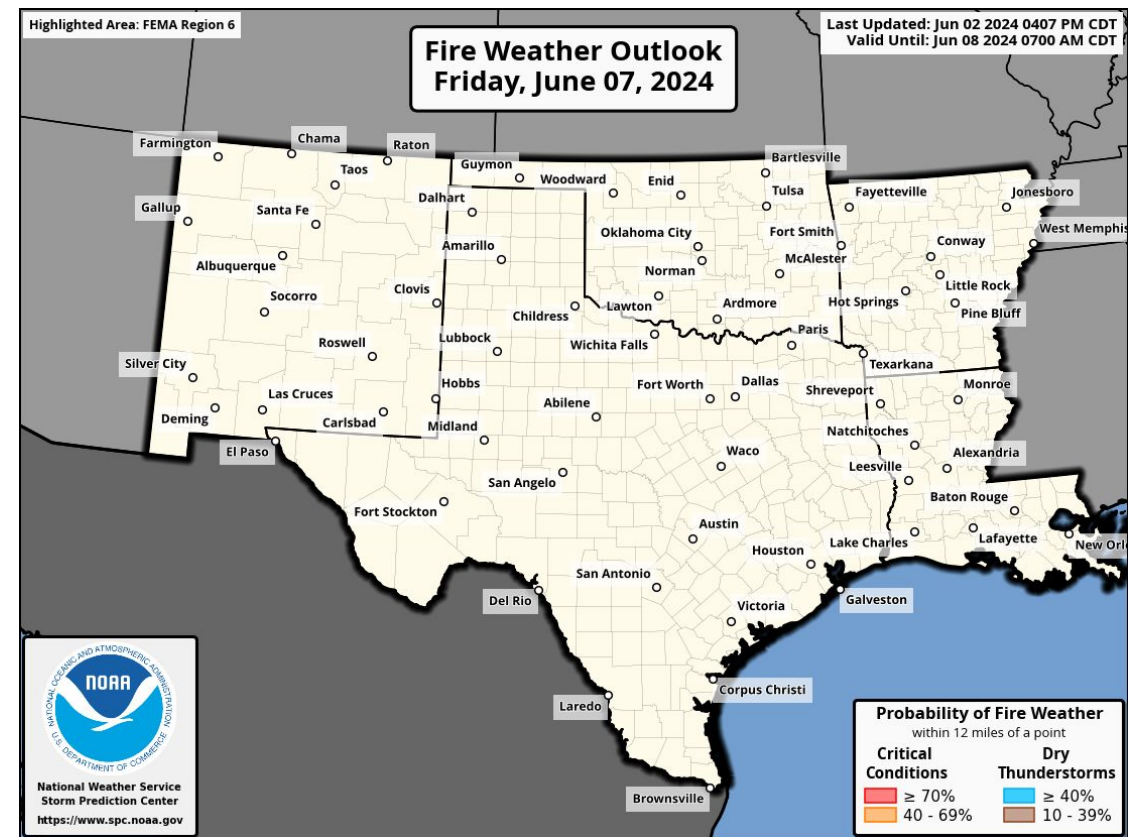 Highlighted Area: FEMA Region 6
Fire Weather Outlook
Friday, June 07, 2024
Last Updated: Jun 02 2024 0407 PM CDT
Valid Until: Jun 08 2024 0700 AM CDT
Farmington
Chama
Raton
Taos
Guymon
Woodward
Enid
Bartlesville
Tulsa
Fayetteville
Jonesboro
Gallup
Santa Fe
Dalhart
Oklahoma City
Fort Smith
Conway
West Memphis
Albuquerque
Amarillo
Norman
McAlester
Little Rock
Socorro
Clovis
Childress
Lawton
Ardmore
Hot Springs
Pine Bluff
Roswell
Lubbock
Wichita Falls
Paris
Texarkana
Silver City
Las Cruces
Hobbs
Fort Worth
Dallas
Shreveport
Monroe
Deming
Carlsbad
Abilene
Midland
Natchitoches
El Paso
San Angelo
Waco
Leesville
Alexandria
Fort Stockton
Baton Rouge
Austin
Houston
Lake Charles
Lafayette
New Orl
San Antonio
Del Rio
Galveston
Victoria
Laredo
Corpus Christi
Brownsville
NATIONAL OCEANIC AND ATMOSPHERIC ADMINISTRATION
NOAA
U.S. DEPARTMENT OF COMMERCE
National Weather Service
Storm Prediction Center
https://www.spc.noaa.gov
Probability of Fire Weather
within 12 miles of a point
Critical Conditions
≥ 70%
40 - 69%
Dry Thunderstorms
≥ 40%
10 - 39%